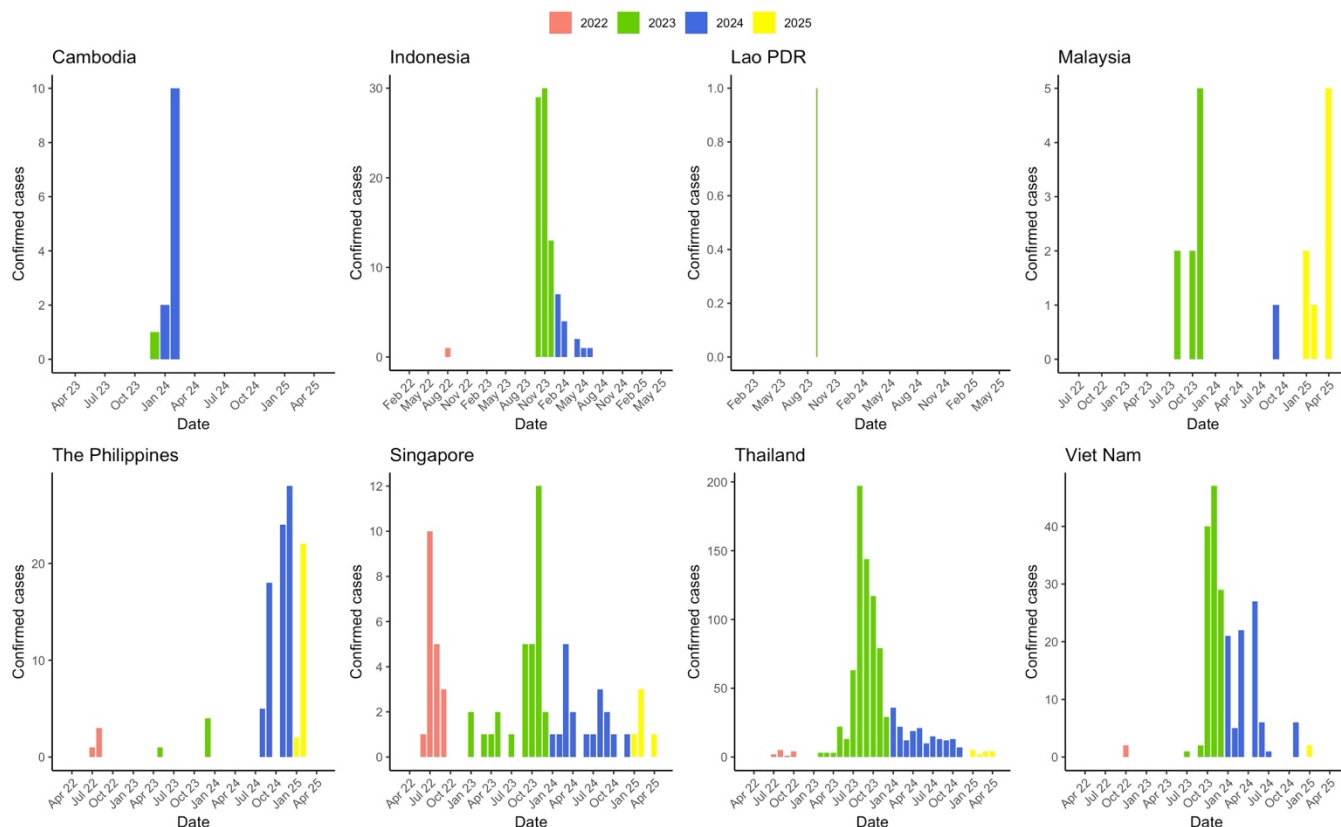 2022 2023 2024 2025
Cambodia
Confirmed cases
10
8
6
4
2
0
Apr 23 Jul 23 Oct 23 Jan 24 Apr 24 Jul 24 Oct 24 Jan 25 Apr 25
Date
Indonesia
Confirmed cases
30
20
10
0
Feb 22 May 22 Aug 22 Nov 22 Feb 23 May 23 Aug 23 Nov 23 Feb 24 May 24 Aug 24 Nov 24 Feb 25 May 25
Date
Lao PDR
Confirmed cases
1.0
0.8
0.6
0.4
0.2
0.0
Feb 23 May 23 Aug 23 Nov 23 Feb 24 May 24 Aug 24 Nov 24 Feb 25 May 25
Date
Malaysia
Confirmed cases
5
4
3
2
1
0
Jul 22 Oct 22 Jan 23 Apr 23 Jul 23 Oct 23 Jan 24 Apr 24 Jul 24 Oct 24 Jan 25 Apr 25
Date
The Philippines
Confirmed cases
20
10
0
Apr 22 Jul 22 Oct 22 Jan 23 Apr 23 Jul 23 Oct 23 Jan 24 Apr 24 Jul 24 Oct 24 Jan 25 Apr 25
Date
Singapore
Confirmed cases
12
10
8
6
4
2
0
Apr 22 Jul 22 Oct 22 Jan 23 Apr 23 Jul 23 Oct 23 Jan 24 Apr 24 Jul 24 Oct 24 Jan 25 Apr 25
Date
Thailand
Confirmed cases
200
150
100
50
0
Apr 22 Jul 22 Oct 22 Jan 23 Apr 23 Jul 23 Oct 23 Jan 24 Apr 24 Jul 24 Oct 24 Jan 25 Apr 25
Date
Viet Nam
Confirmed cases
40
30
20
10
0
Apr 22 Jul 22 Oct 22 Jan 23 Apr 23 Jul 23 Oct 23 Jan 24 Apr 24 Jul 24 Oct 24 Jan 25 Apr 25
Date